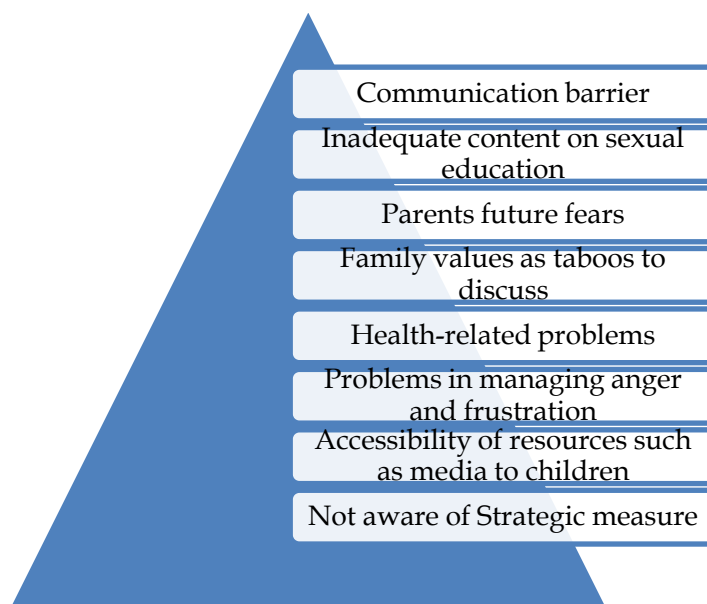 Communication barrier
Inadequate content on sexual
education
Parents future fears
Family values as taboos to
discuss
Health-related problems
Problems in managing anger
and frustration
Accessibility of resources such
as media to children
Not aware of Strategic measure